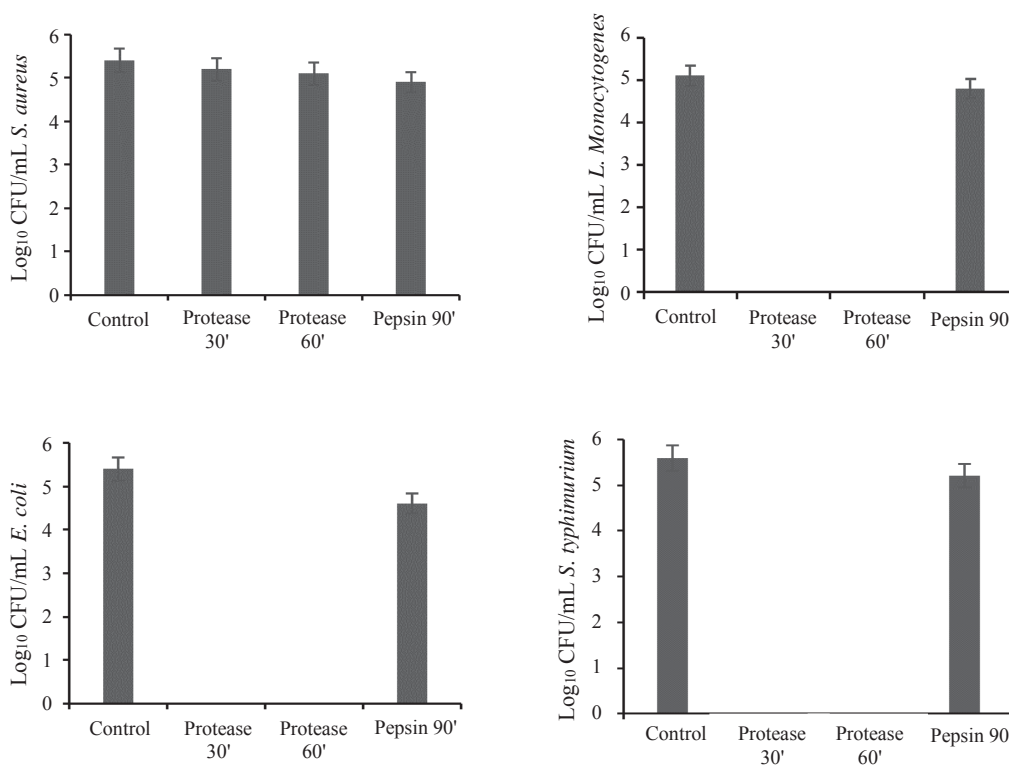 Log10 CFU/mL S. aureus
6
5
4
3
2
1
0
Control
Protease
30'
Protease
60'
Pepsin 90'
Log10 CFU/mL L. Monocytogenes
6
5
4
3
2
1
0
Control
Protease
30'
Protease
60'
Pepsin 90'
Log10 CFU/mL E. coli
6
5
4
3
2
1
0
Control
Protease
30'
Protease
60'
Pepsin 90'
Log10 CFU/mL S. typhimurium
6
5
4
3
2
1
0
Control
Protease
30'
Protease
60'
Pepsin 90'